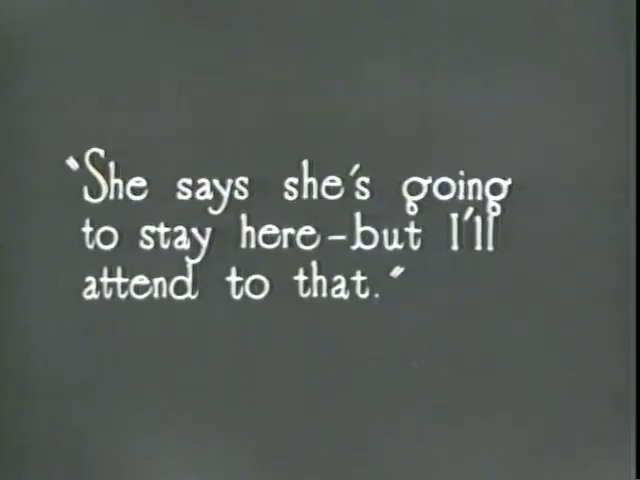 "She says she's going
to stay here-but I'll
attend to that."